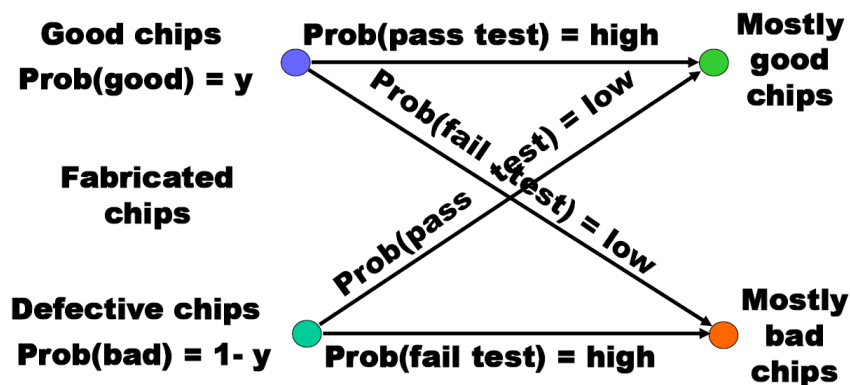 Good chips
Prob(good) = y
Prob(pass test) = high
Mostly
good
chips
Prob(fail test) = low
Prob(pass test) = low
Fabricated
chips
Defective chips
Prob(bad) = 1- y
Prob(fail test) = high
Mostly
bad
chips